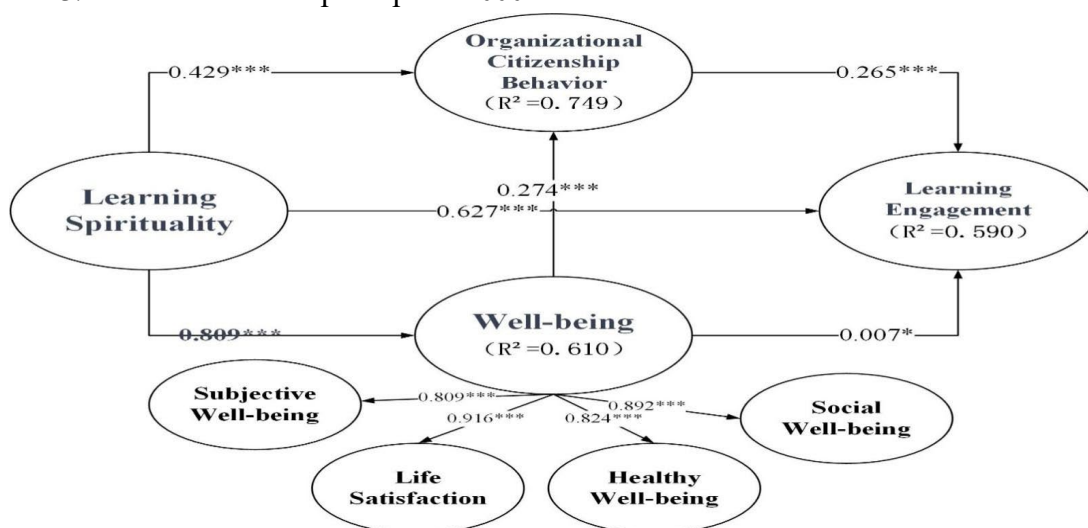 Organizational
Citizenship
Behavior
(R²=0.749)
0.429***
0.265***
Learning
Spirituality
0.274***
0.627***
Learning
Engagement
(R²=0.590)
0.809***
Well-being
(R²=0.610)
0.007*
Subjective
Well-being
0.809***
0.916***
0.824***
0.892***
Social
Well-being
Life
Satisfaction
Healthy
Well-being